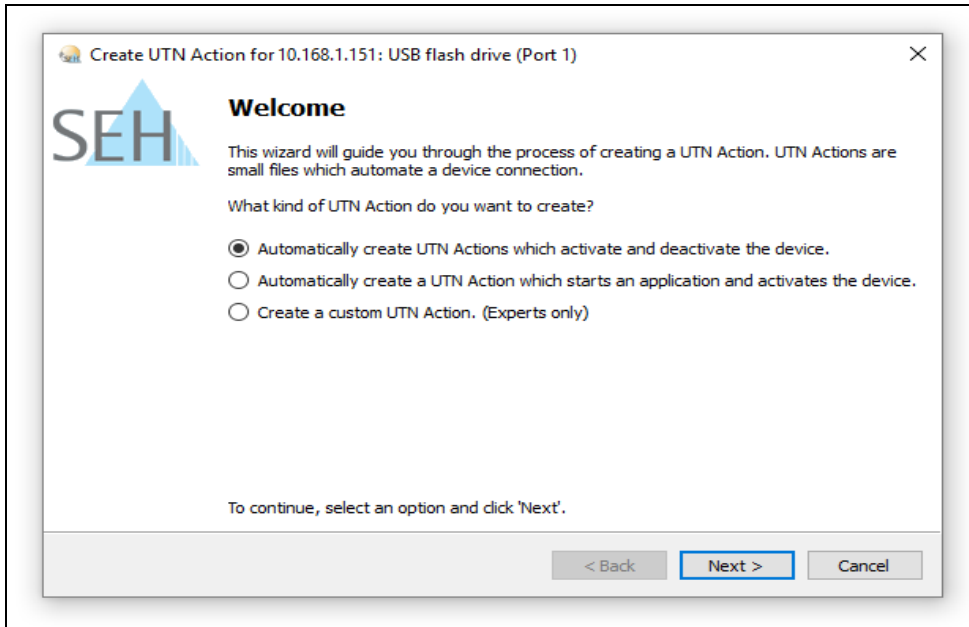 Create UTN Action for 10.168.1.151: USB flash drive (Port 1)
SEH
Welcome
This wizard will guide you through the process of creating a UTN Action. UTN Actions are
small files which automate a device connection.
What kind of UTN Action do you want to create?
Automatically create UTN Actions which activate and deactivate the device.
Automatically create a UTN Action which starts an application and activates the device.
Create a custom UTN Action. (Experts only)
To continue, select an option and click 'Next'.
< Back
Next >
Cancel